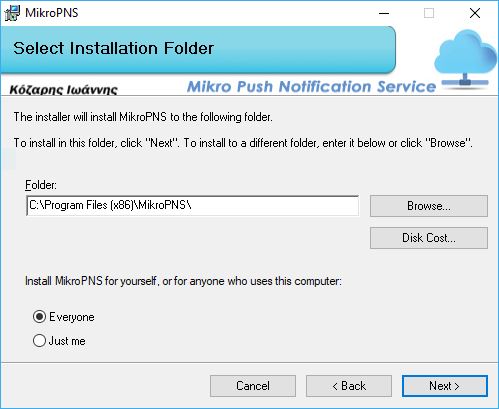 MikroPNS
Select Installation Folder
Κόζαρης Ιωάννης
Mikro Push Notification Service
The installer will install MikroPNS to the following folder.
To install in this folder, click "Next". To install to a different folder, enter it below or click "Browse".
Folder:
C:\Program Files (x86)\MikroPNS\
Browse...
Disk Cost...
Install MikroPNS for yourself, or for anyone who uses this computer:
Everyone
Just me
Cancel
< Back
Next >